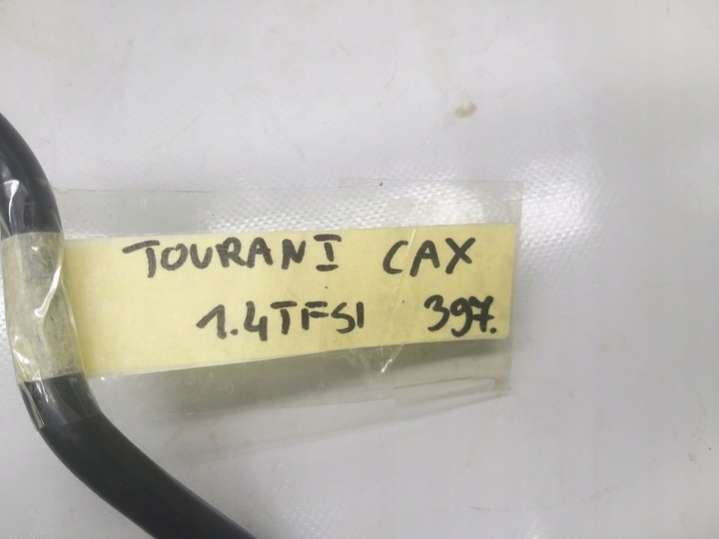 TOURAN I CAX
1.4TFSI 397.